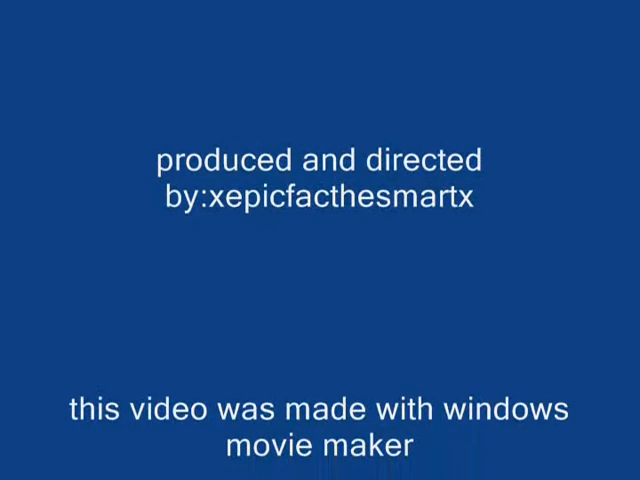 produced and directed
by:xepicfacthesmartx
this video was made with windows
movie maker